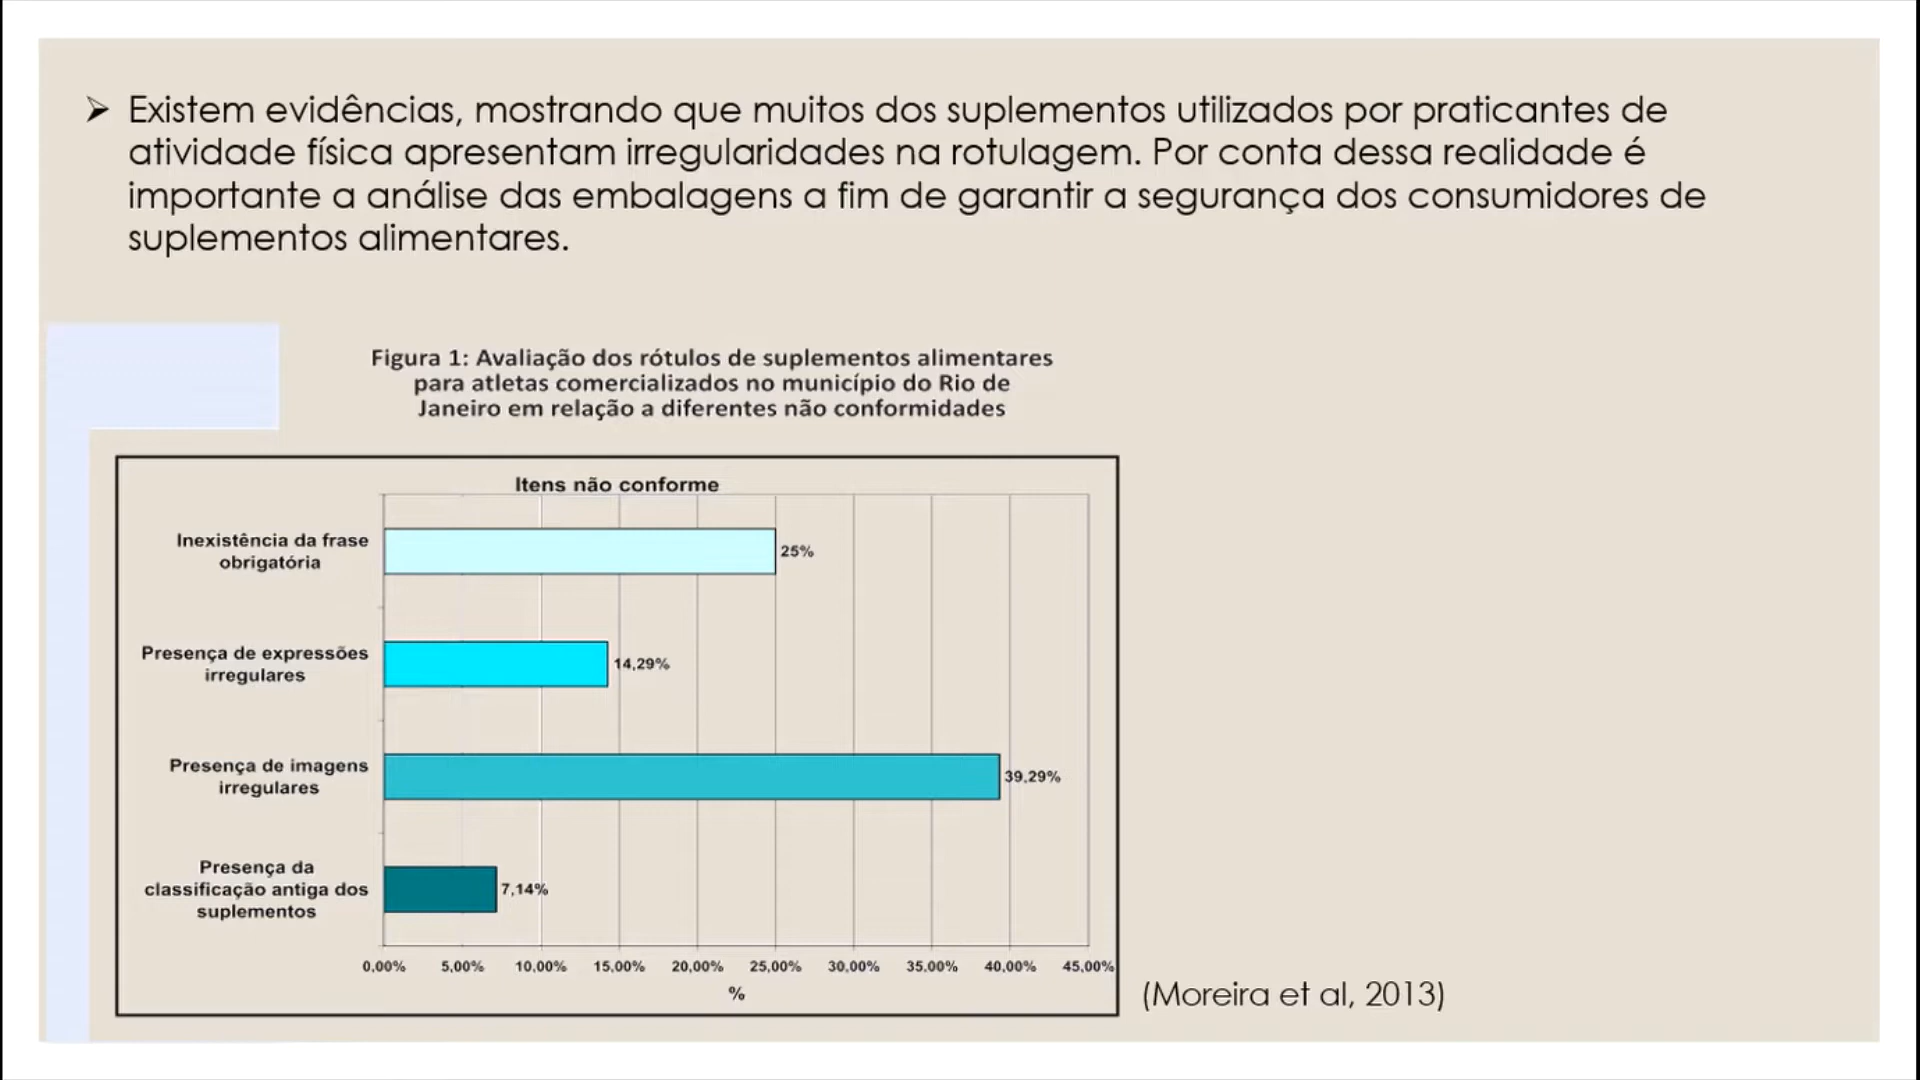 Existem evidências, mostrando que muitos dos suplementos utilizados por praticantes de
atividade física apresentam irregularidades na rotulagem. Por conta dessa realidade é
importante a análise das embalagens a fim de garantir a segurança dos consumidores de
suplementos alimentares.
Figura 1: Avaliação dos rótulos de suplementos alimentares
para atletas comercializados no município do Rio de
Janeiro em relação a diferentes não conformidades
Itens não conforme
Inexistência da frase
obrigatória
25%
Presença de expressões
irregulares
14,29%
Presença de imagens
irregulares
39,29%
Presença da
classificação antiga dos
suplementos
7,14%
0,00% 5,00% 10,00% 15,00% 20,00% 25,00% 30,00% 35,00% 40,00% 45,00%
%
(Moreira et al, 2013)